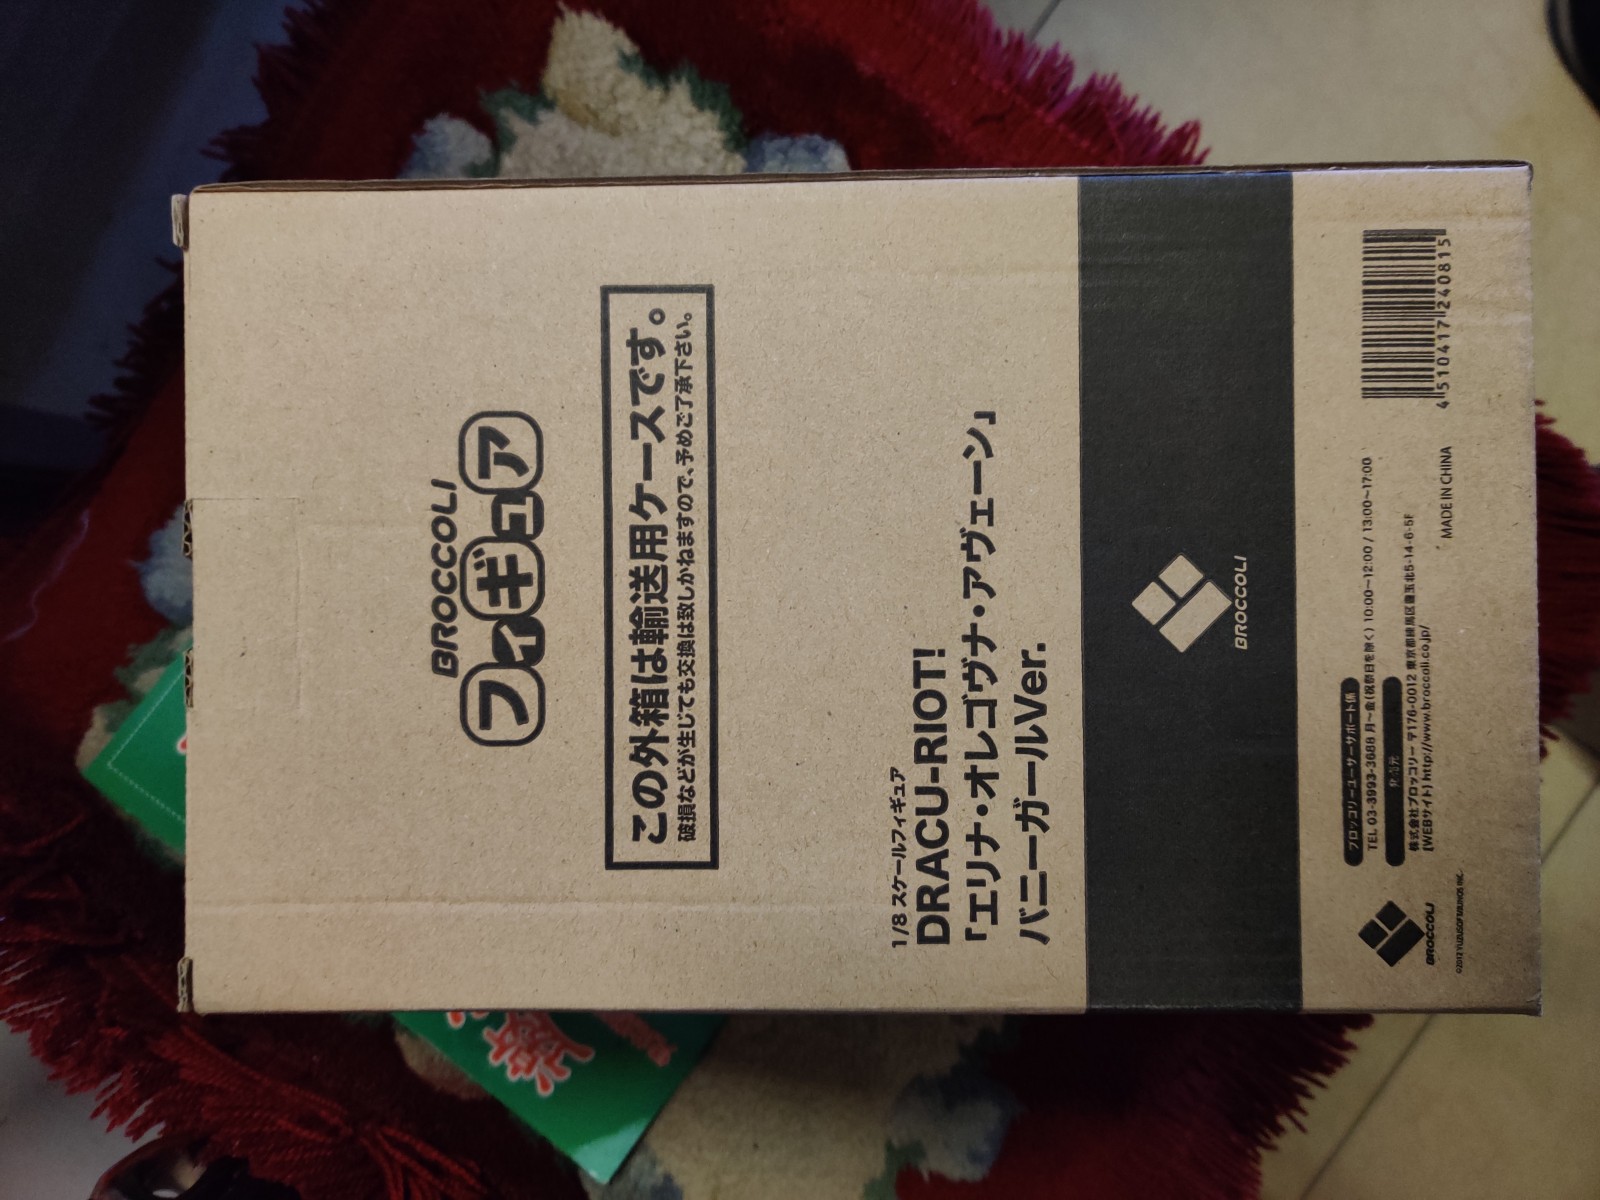 BROCCOLI
フィギュア
この外箱は輸送用ケースです。
破損などが生じても交換は致しかねますので、予めご了承下さい。
1/8 スケールフィギュア
DRACU-RIOT!
「エリナ・オレゴヴナ・アヴェーン」
バニーガールVer.
BROCCOLI
ブロッコリーユーザーサポート係
TEL 03-3993-3688 月～金(祝祭日を除く) 10:00～12:00 / 13:00～17:00
発売元
株式会社ブロッコリー 〒176-0012 東京都練馬区豊玉北5-14-6-5F
[WEBサイト] http://www.broccoli.co.jp/
MADE IN CHINA
4510417240815
BROCCOLI
©2012 YUZUSOFT/JUNOS INC.